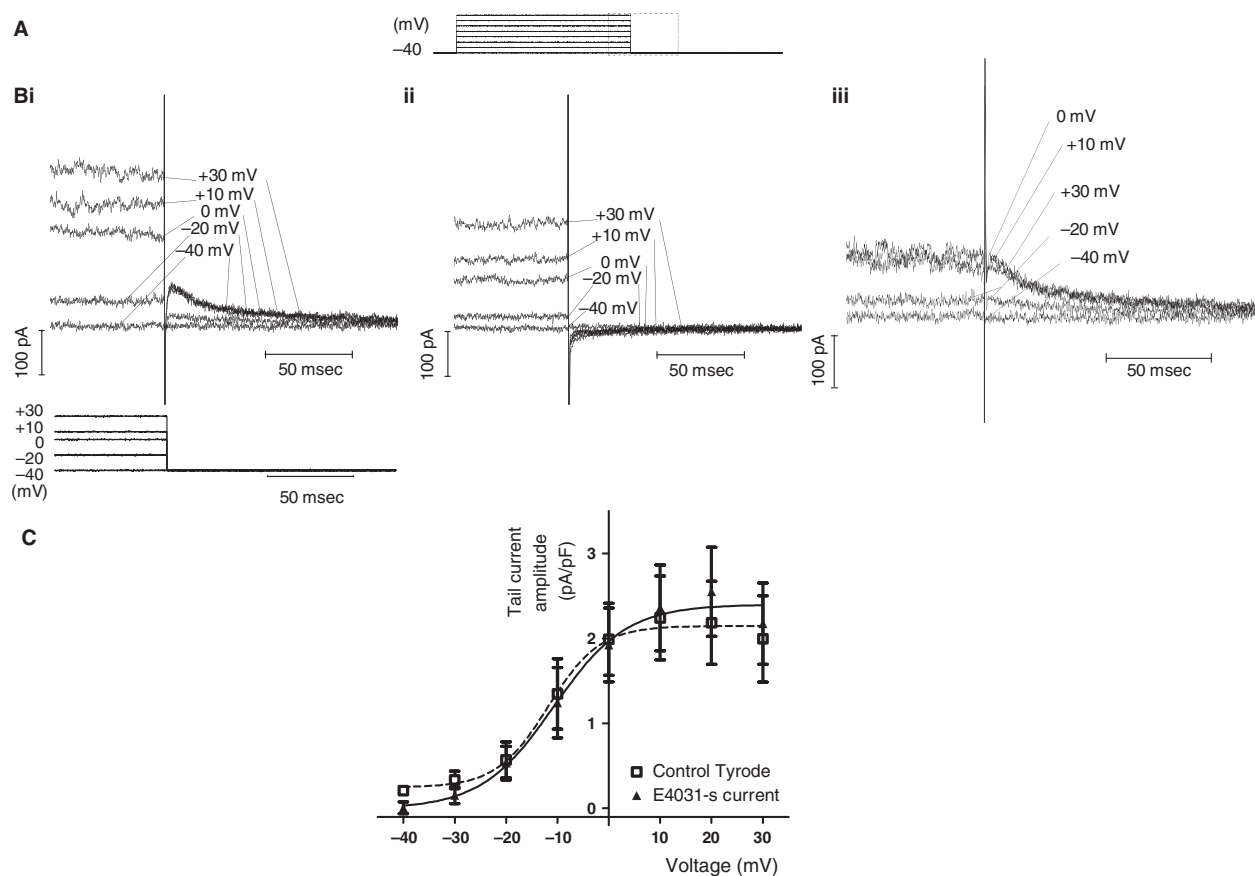 A
(mV)
−40
Bi
+30 mV
+10 mV
0 mV
−20 mV
−40 mV
100 pA
50 msec
+30
+10
0
−20
−40
(mV)
50 msec
ii
+30 mV
+10 mV
0 mV
−20 mV
−40 mV
100 pA
50 msec
iii
0 mV
+10 mV
+30 mV
−20 mV
−40 mV
100 pA
50 msec
C
Tail current
amplitude
(pA/pF)
3
2
1
0
Control Tyrode
E4031-s current
−40 −30 −20 −10 10 20 30
Voltage (mV)